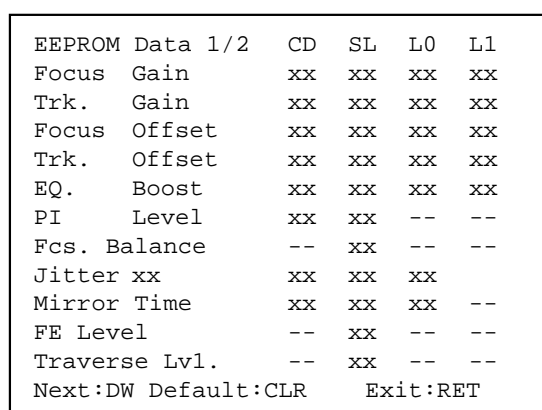 EEPROM Data 1/2 CD SL L0 L1
Focus Gain xx xx xx xx
Trk. Gain xx xx xx xx
Focus Offset xx xx xx xx
Trk. Offset xx xx xx xx
EQ. Boost xx xx xx xx
PI Level xx xx -- --
Fcs. Balance -- xx -- --
Jitter xx xx xx xx
Mirror Time xx xx xx --
FE Level -- xx -- --
Traverse Lv1. -- xx -- --
Next:DW Default:CLR Exit:RET